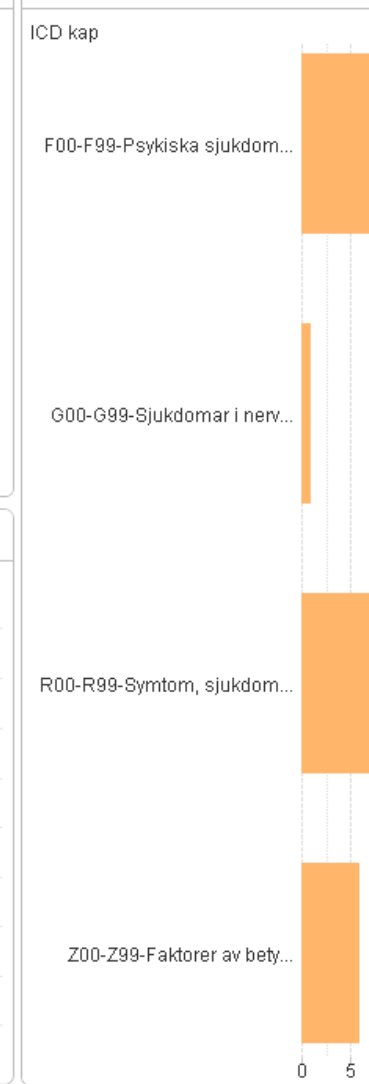 ICD kap
F00-F99-Psykiska sjukdom...
G00-G99-Sjukdomar i nerv...
R00-R99-Symtom, sjukdom...
Z00-Z99-Faktorer av bety...
0 5